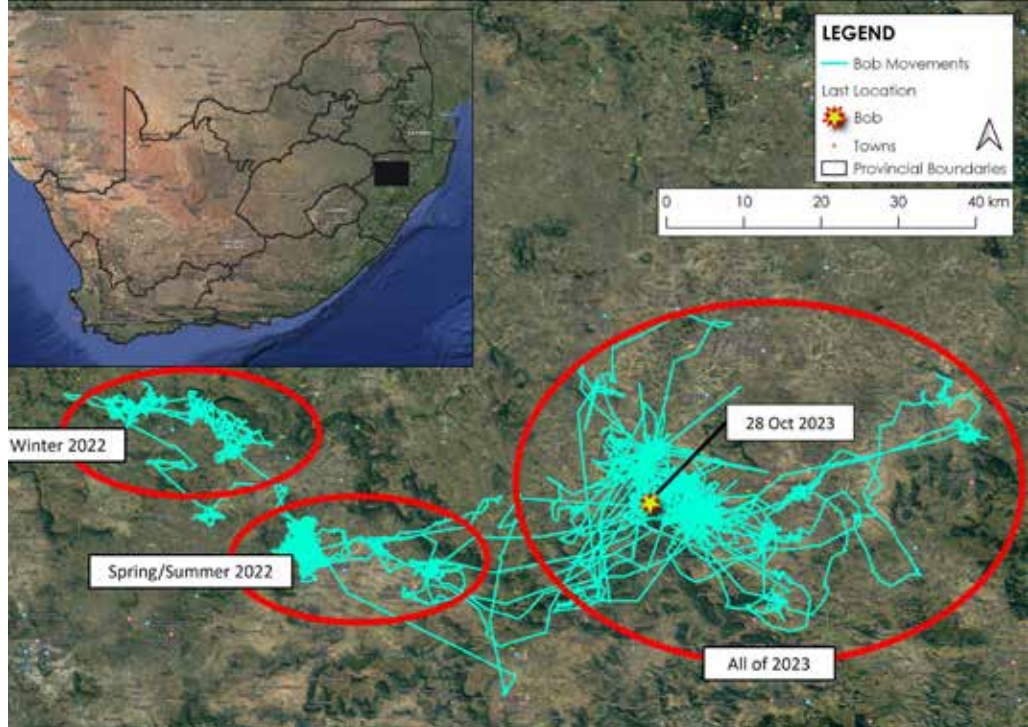 LEGEND
Bob Movements
Last Location
Bob
Towns
Provincial Boundaries
0 10 20 30 40 km
28 Oct 2023
Winter 2022
Spring/Summer 2022
All of 2023